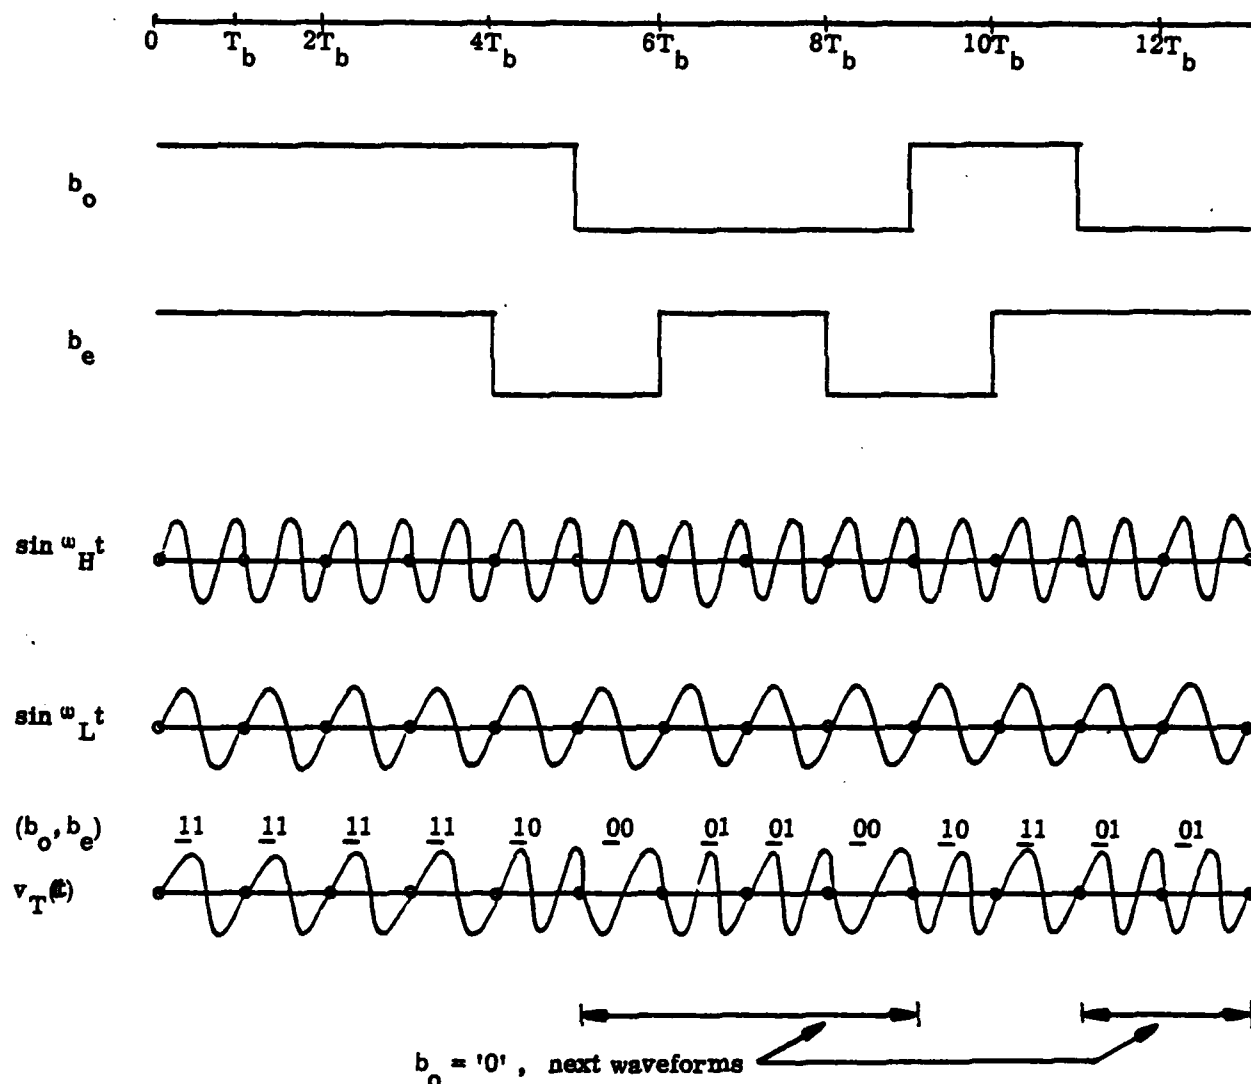 0 T_b 2T_b 4T_b 6T_b 8T_b 10T_b 12T_b
b_o
b_e
sin ω_H t
sin ω_L t
(b_o, b_e) 11 11 11 11 10 00 01 01 00 10 11 01 01
v_T(t)
b_o = '0' , next waveforms